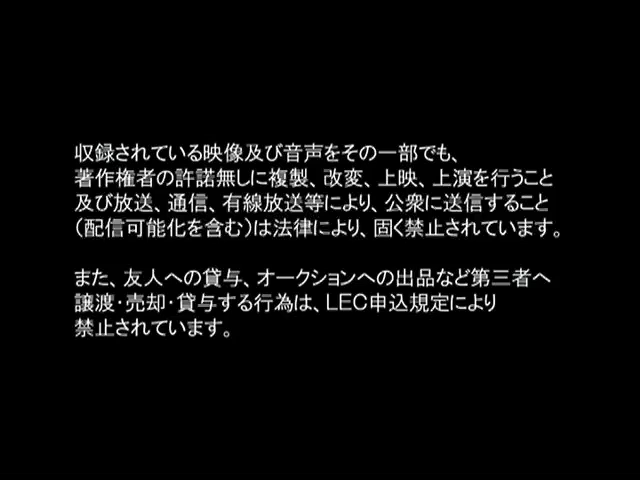 収録されている映像及び音声をその一部でも、
著作権者の許諾無しに複製、改変、上映、上演を行うこと
及び放送、通信、有線放送等により、公衆に送信すること
(配信可能化を含む)は法律により、固く禁止されています。
また、友人への貸与、オークションへの出品など第三者へ
譲渡・売却・貸与する行為は、LEC申込規定により
禁止されています。